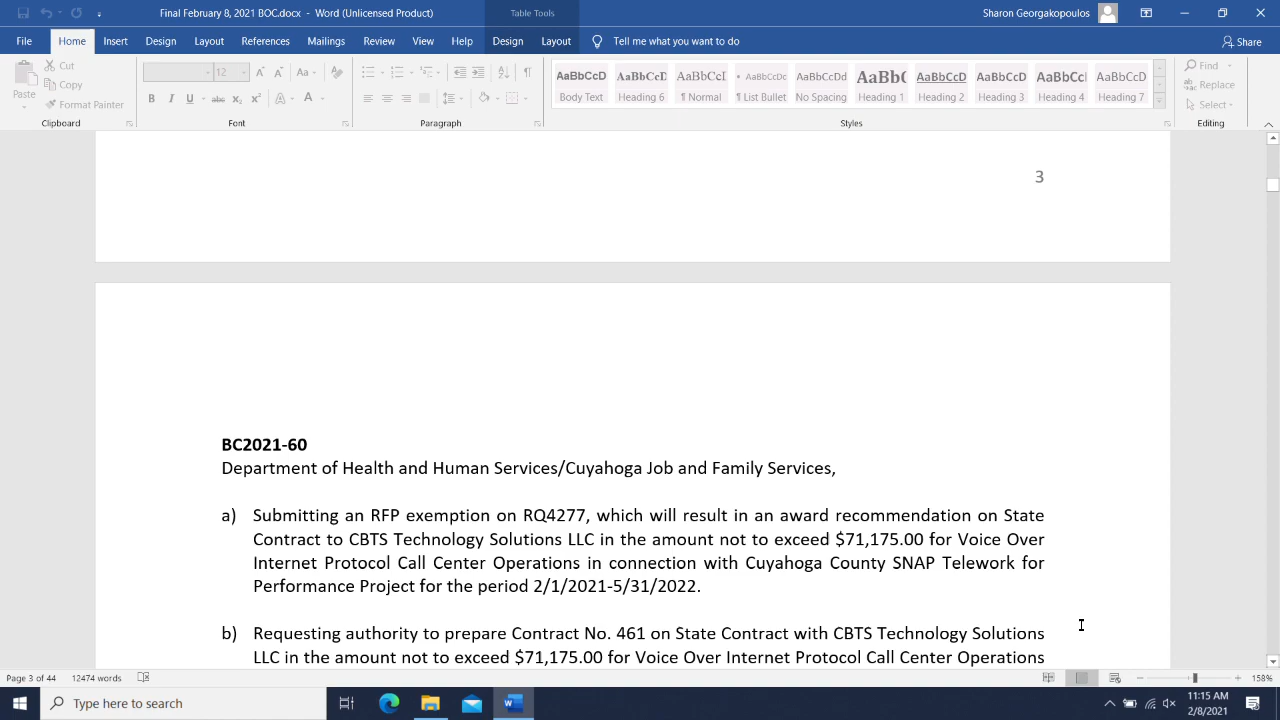 Final February 8, 2021 BOC.docx - Word (Unlicensed Product)
Table Tools
Sharon Georgakopoulos
File Home Insert Design Layout References Mailings Review View Help Design Layout Tell me what you want to do Share
Paste
Cut
Copy
Format Painter
12
Aa
B I U abc X2 X2 A A
AaBbCcD AaBbCcD AaBbCcI AaBbCcDd AaBbCcDd AaBb( AaBbCcD AaBbCcD AaBbCcI AaBbCcD
Body Text Heading 6 ¶ Normal ¶ List Bullet No Spacing Heading 1 Heading 2 Heading 3 Heading 4 Heading 7
Find
Replace
Select
Clipboard Font Paragraph Styles Editing
3
BC2021-60
Department of Health and Human Services/Cuyahoga Job and Family Services,
a) Submitting an RFP exemption on RQ4277, which will result in an award recommendation on State
Contract to CBTS Technology Solutions LLC in the amount not to exceed $71,175.00 for Voice Over
Internet Protocol Call Center Operations in connection with Cuyahoga County SNAP Telework for
Performance Project for the period 2/1/2021-5/31/2022.
b) Requesting authority to prepare Contract No. 461 on State Contract with CBTS Technology Solutions
LLC in the amount not to exceed $71,175.00 for Voice Over Internet Protocol Call Center Operations
Page 3 of 44 12474 words 158%
Type here to search
11:15 AM
2/8/2021